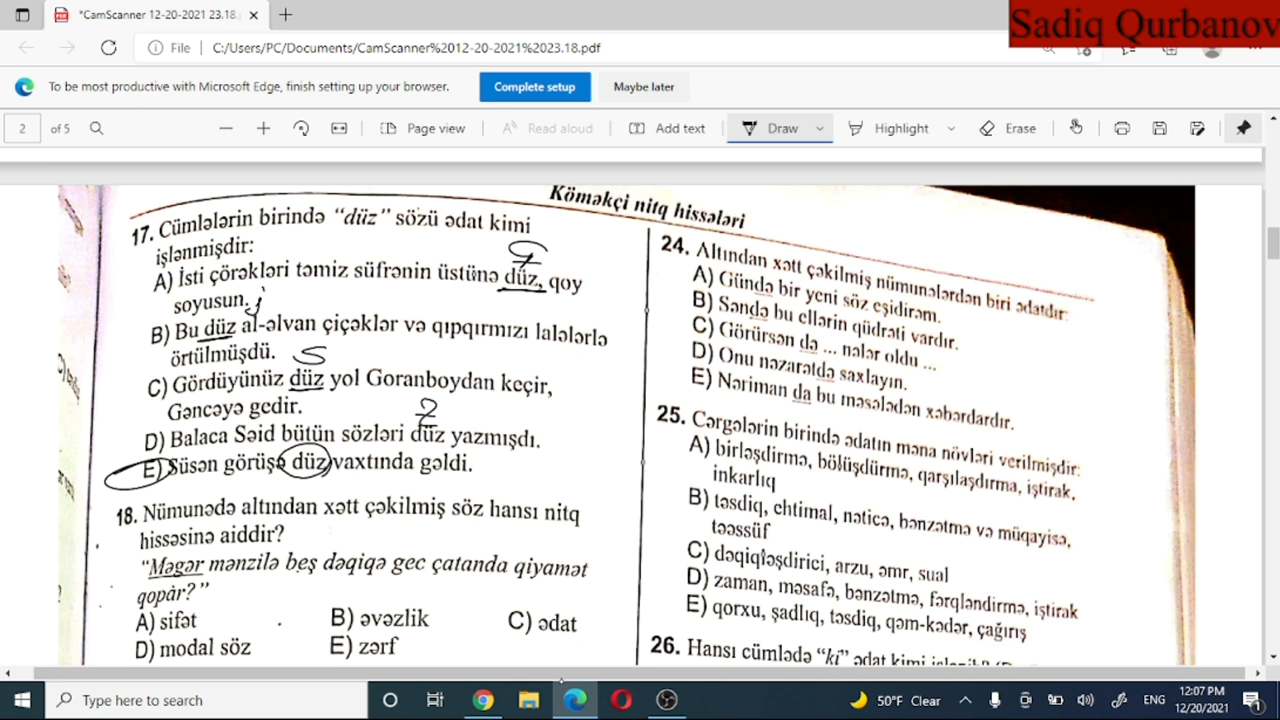 *CamScanner 12-20-2021 23.18.
Sadiq Qurbanov
File C:/Users/PC/Documents/CamScanner%2012-20-2021%2023.18.pdf
To be most productive with Microsoft Edge, finish setting up your browser. Complete setup Maybe later
2 of 5 Page view Read aloud Add text Draw Highlight Erase
Köməkçi nitq hissələri
17. Cümlələrin birində “düz” sözü ədat kimi
işlənmişdir:
A) İsti çörəkləri təmiz süfrənin üstünə düz, qoy
soyusun.
B) Bu düz al-əlvan çiçəklər və qıpqırmızı lalələrlə
örtülmüşdü.
C) Gördüyünüz düz yol Goranboydan keçir,
Gəncəyə gedir.
D) Balaca Səid bütün sözləri düz yazmışdı.
E) Süsən görüşə düz vaxtında gəldi.
18. Nümunədə altından xətt çəkilmiş söz hansı nitq
hissəsinə aiddir?
“Məgər mənzilə beş dəqiqə gec çatanda qiyamət
qopar?”
A) sifət B) əvəzlik C) ədat
D) modal söz E) zərf
24. Altından xətt çəkilmiş nümunələrdən biri ədatdır:
A) Gündə bir yeni söz eşidirəm.
B) Səndə bu ellərin qüdrəti vardır.
C) Görürsən də ... nələr oldu ...
D) Onu nəzarətdə saxlayın.
E) Nəriman da bu məsələdən xəbərdardır.
25. Cərgələrin birində ədatın məna növləri verilmişdir:
A) birləşdirmə, bölüşdürmə, qarşılaşdırma, iştirak,
inkarlıq
B) təsdiq, ehtimal, nəticə, bənzətmə və müqayisə,
təəssüf
C) dəqiqləşdirici, arzu, əmr, sual
D) zaman, məsafə, bənzətmə, fərqləndirmə, iştirak
E) qorxu, şadlıq, təsdiq, qəm-kədər, çağırış
26. Hansı cümlədə “ki” ədat kimi
Type here to search 50°F Clear ENG 12:07 PM
12/20/2021